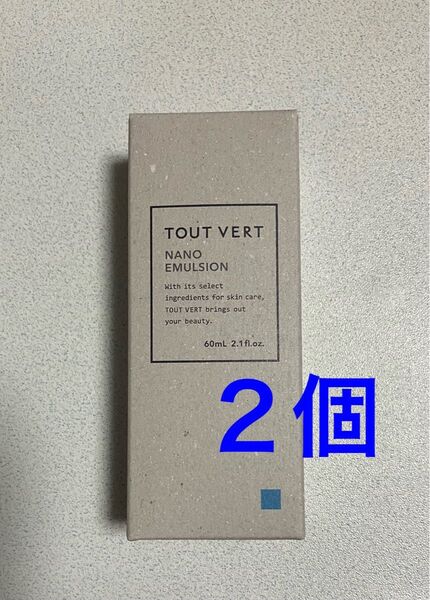 TOUT VERT
NANO
EMULSION
With its select
ingredients for skin care,
TOUT VERT brings out
your beauty.
60mL 2.1fl.oz.
２個